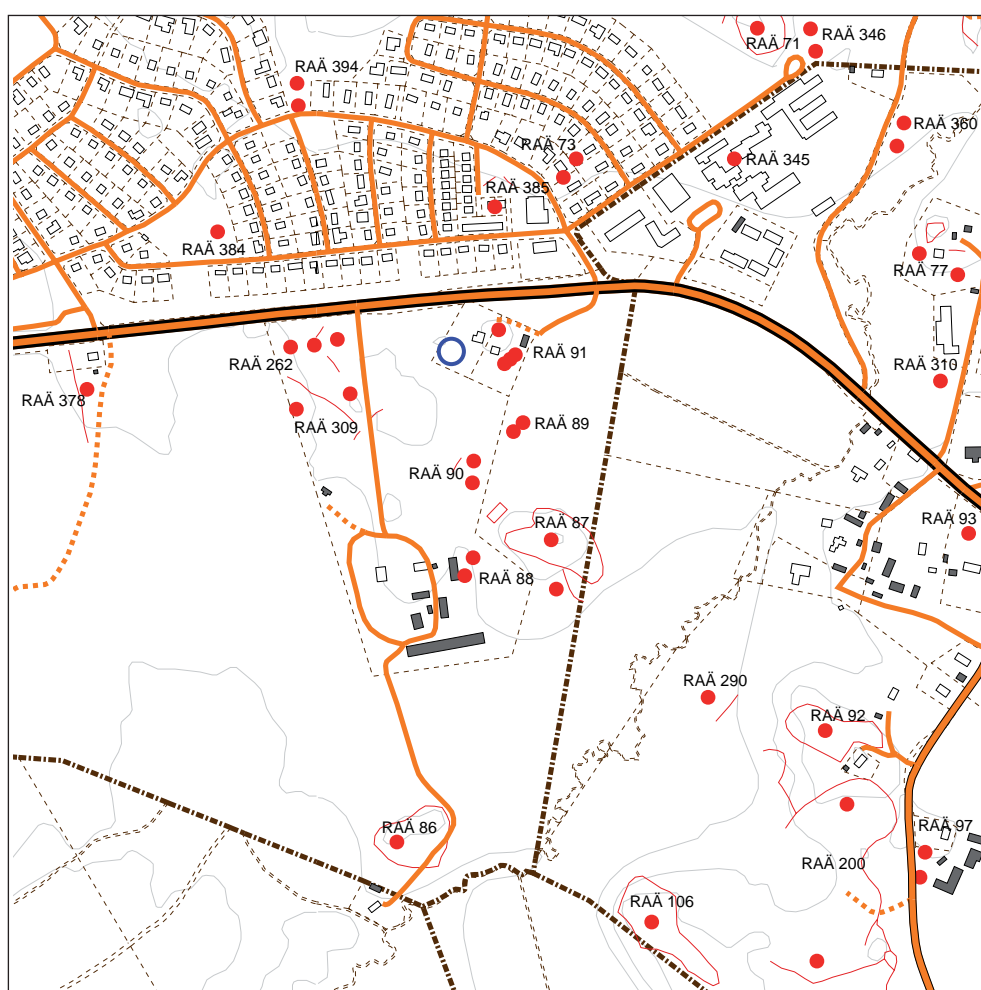 RAÄ 71
RAÄ 346
RAÄ 394
RAÄ 360
RAÄ 73
RAÄ 345
RAÄ 385
RAÄ 384
RAÄ 77
RAÄ 262
RAÄ 91
RAÄ 310
RAÄ 378
RAÄ 309
RAÄ 89
RAÄ 90
RAÄ 87
RAÄ 93
RAÄ 88
RAÄ 290
RAÄ 92
RAÄ 86
RAÄ 97
RAÄ 200
RAÄ 106